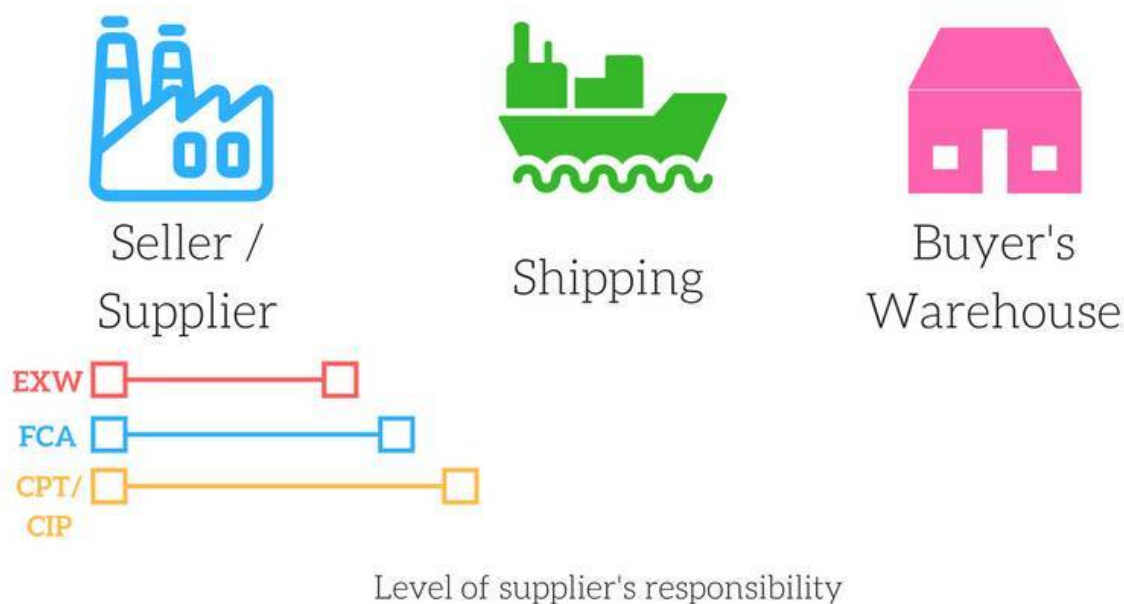 Seller /
Supplier
Shipping
Buyer's
Warehouse
EXW
FCA
CPT/
CIP
Level of supplier's responsibility